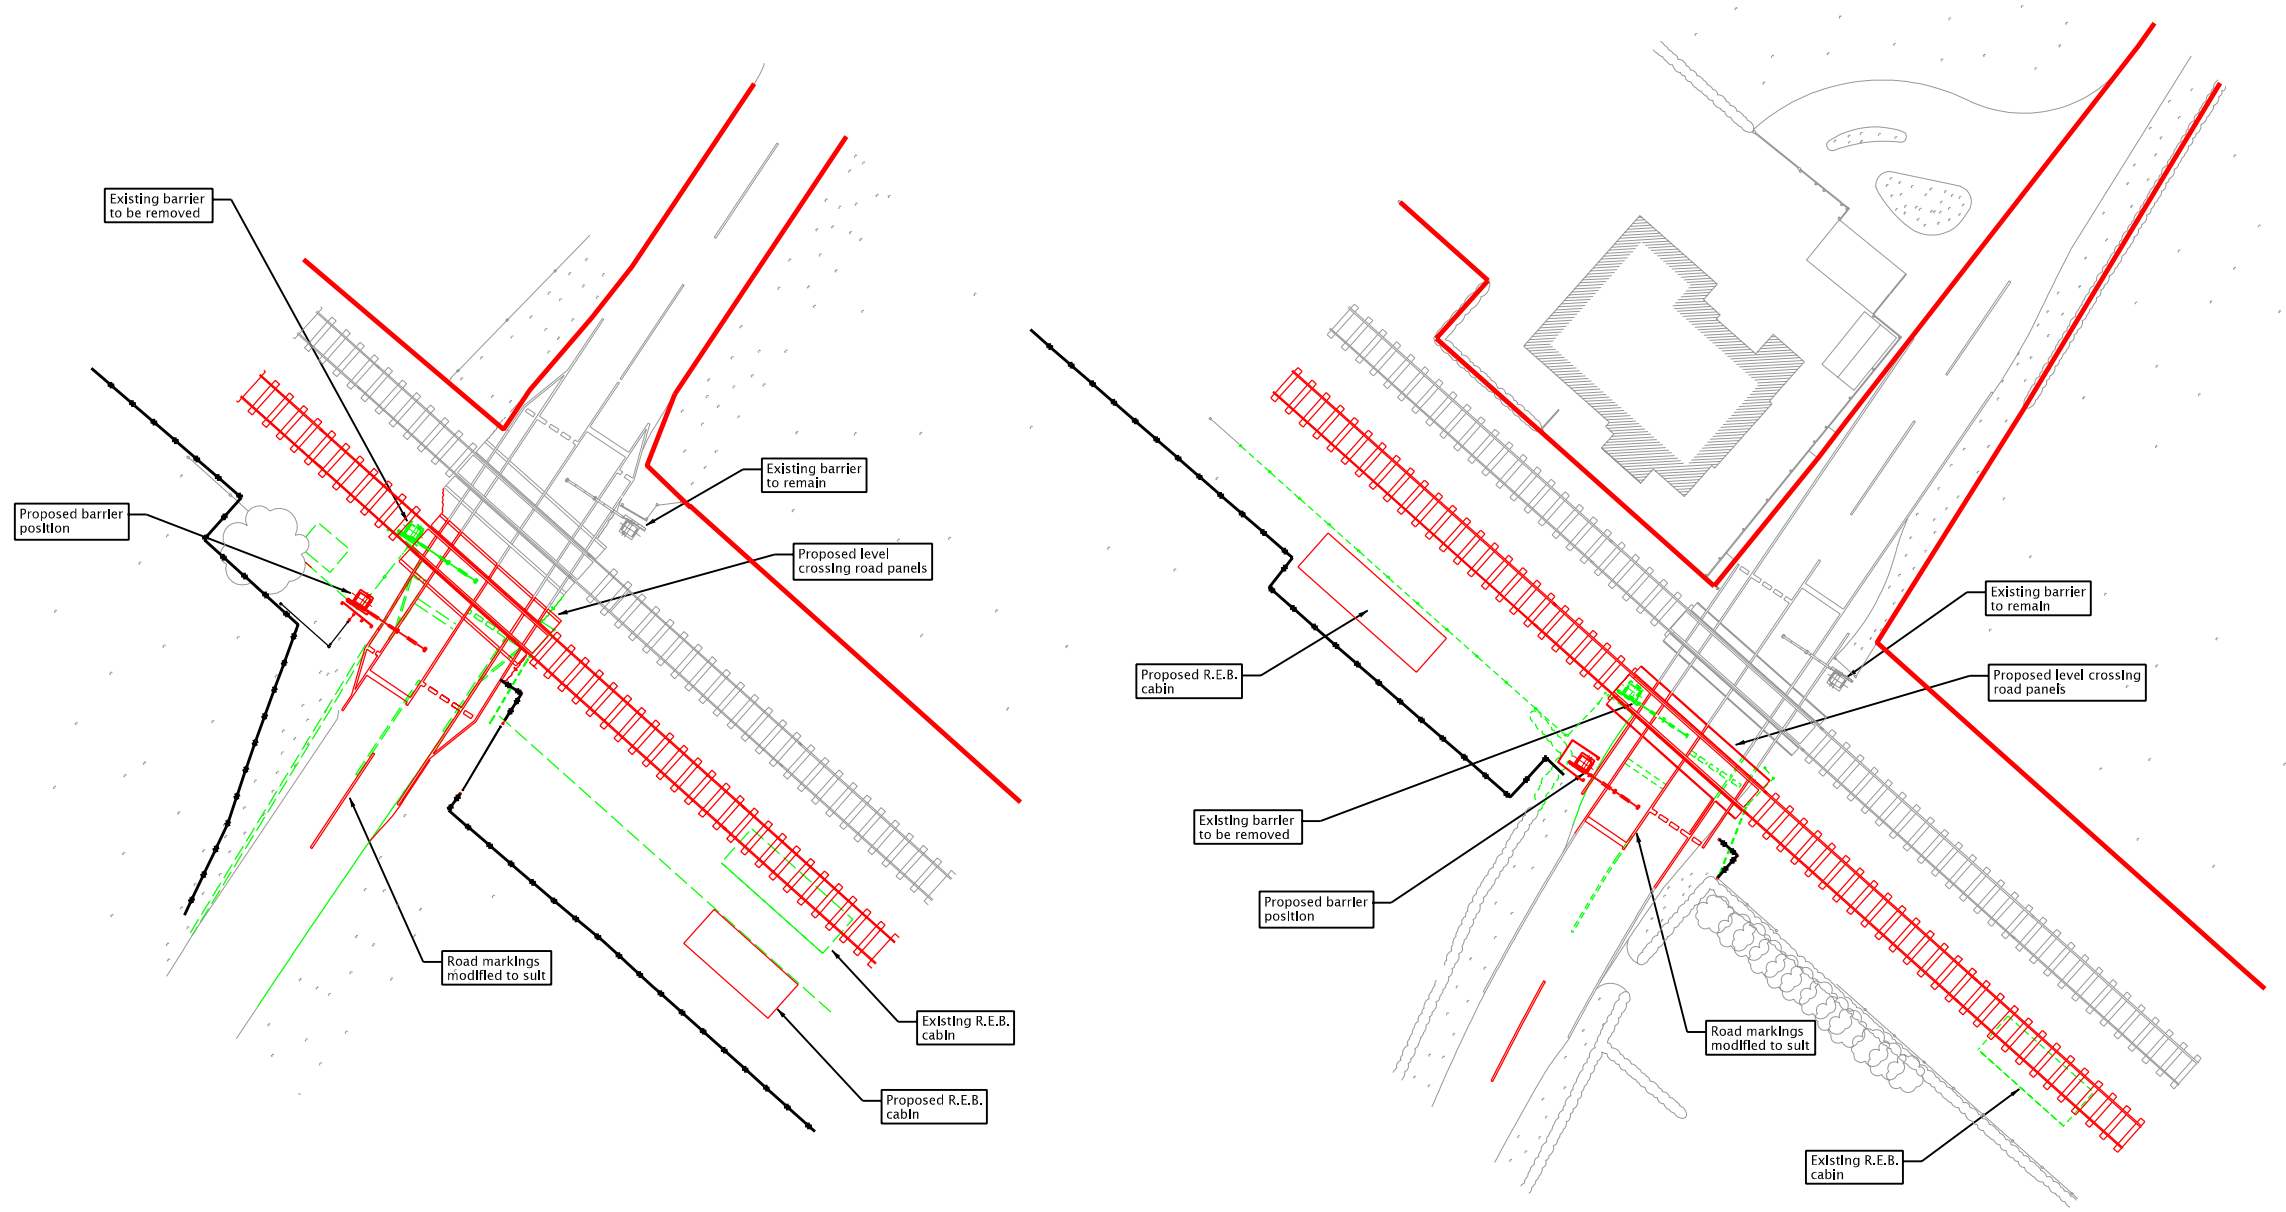 Existing barrier
to be removed
Existing barrier
to remain
Proposed barrier
position
Proposed level
crossing road panels
Road markings
modified to suit
Existing R.E.B.
cabin
Proposed R.E.B.
cabin
Existing barrier
to remain
Proposed R.E.B.
cabin
Proposed level crossing
road panels
Existing barrier
to be removed
Proposed barrier
position
Road markings
modified to suit
Existing R.E.B.
cabin